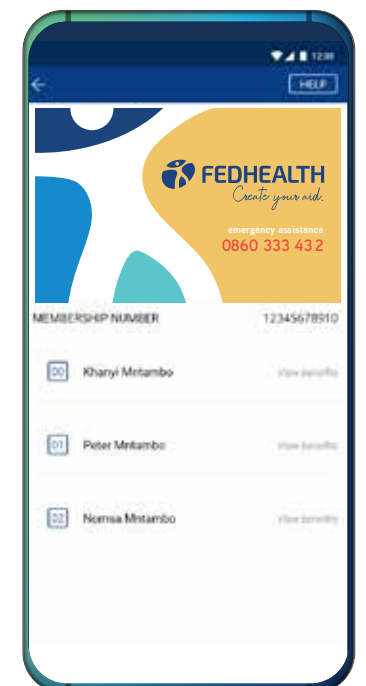 12:38
HELP
FEDHEALTH
Create your aid.
emergency assistance
0860 333 432
MEMBERSHIP NUMBER 12345678910
00 Khanyi Mntambo View benefits
01 Peter Mntambo View benefits
02 Nomsa Mntambo View benefits